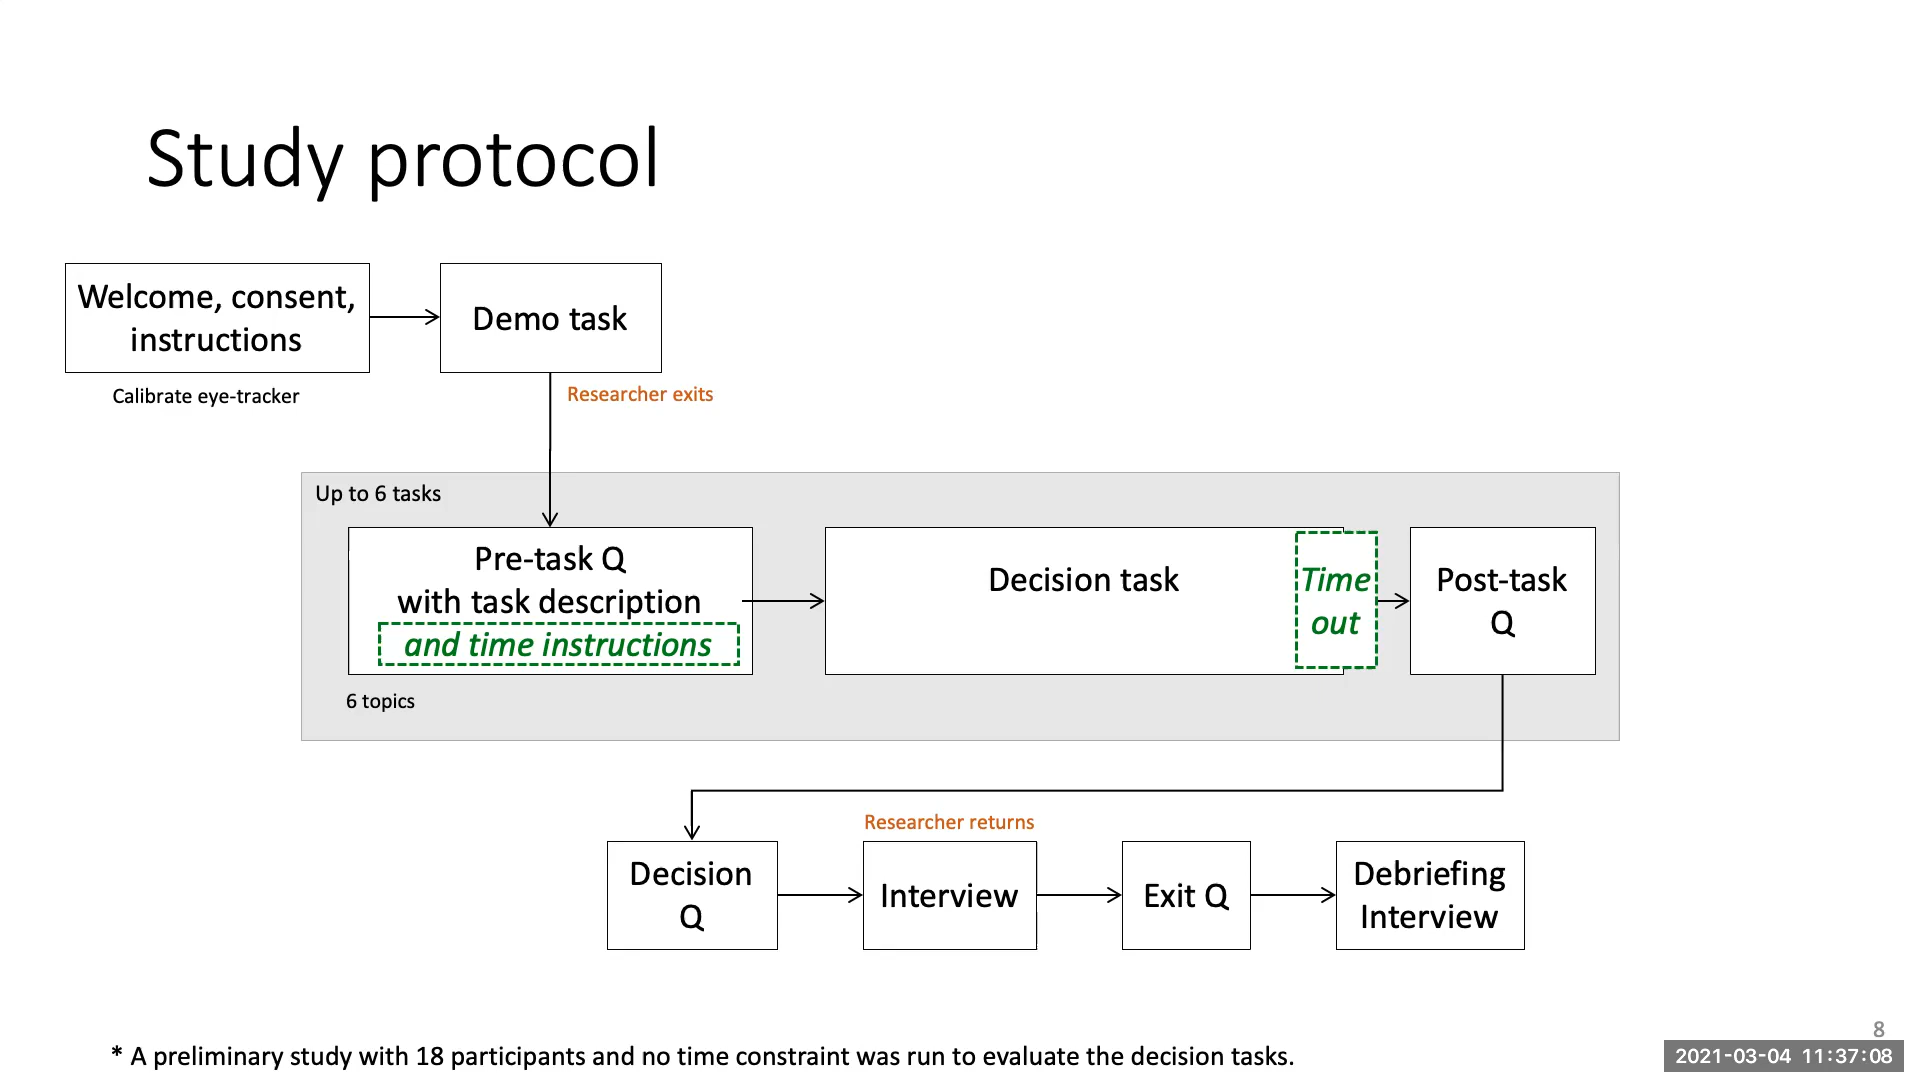 Study protocol
Welcome, consent,
instructions
Demo task
Calibrate eye-tracker
Researcher exits
Up to 6 tasks
Pre-task Q
with task description
and time instructions
Decision task
Time
out
Post-task
Q
6 topics
Researcher returns
Decision
Q
Interview
Exit Q
Debriefing
Interview
8
* A preliminary study with 18 participants and no time constraint was run to evaluate the decision tasks.
2021-03-04 11:37:08